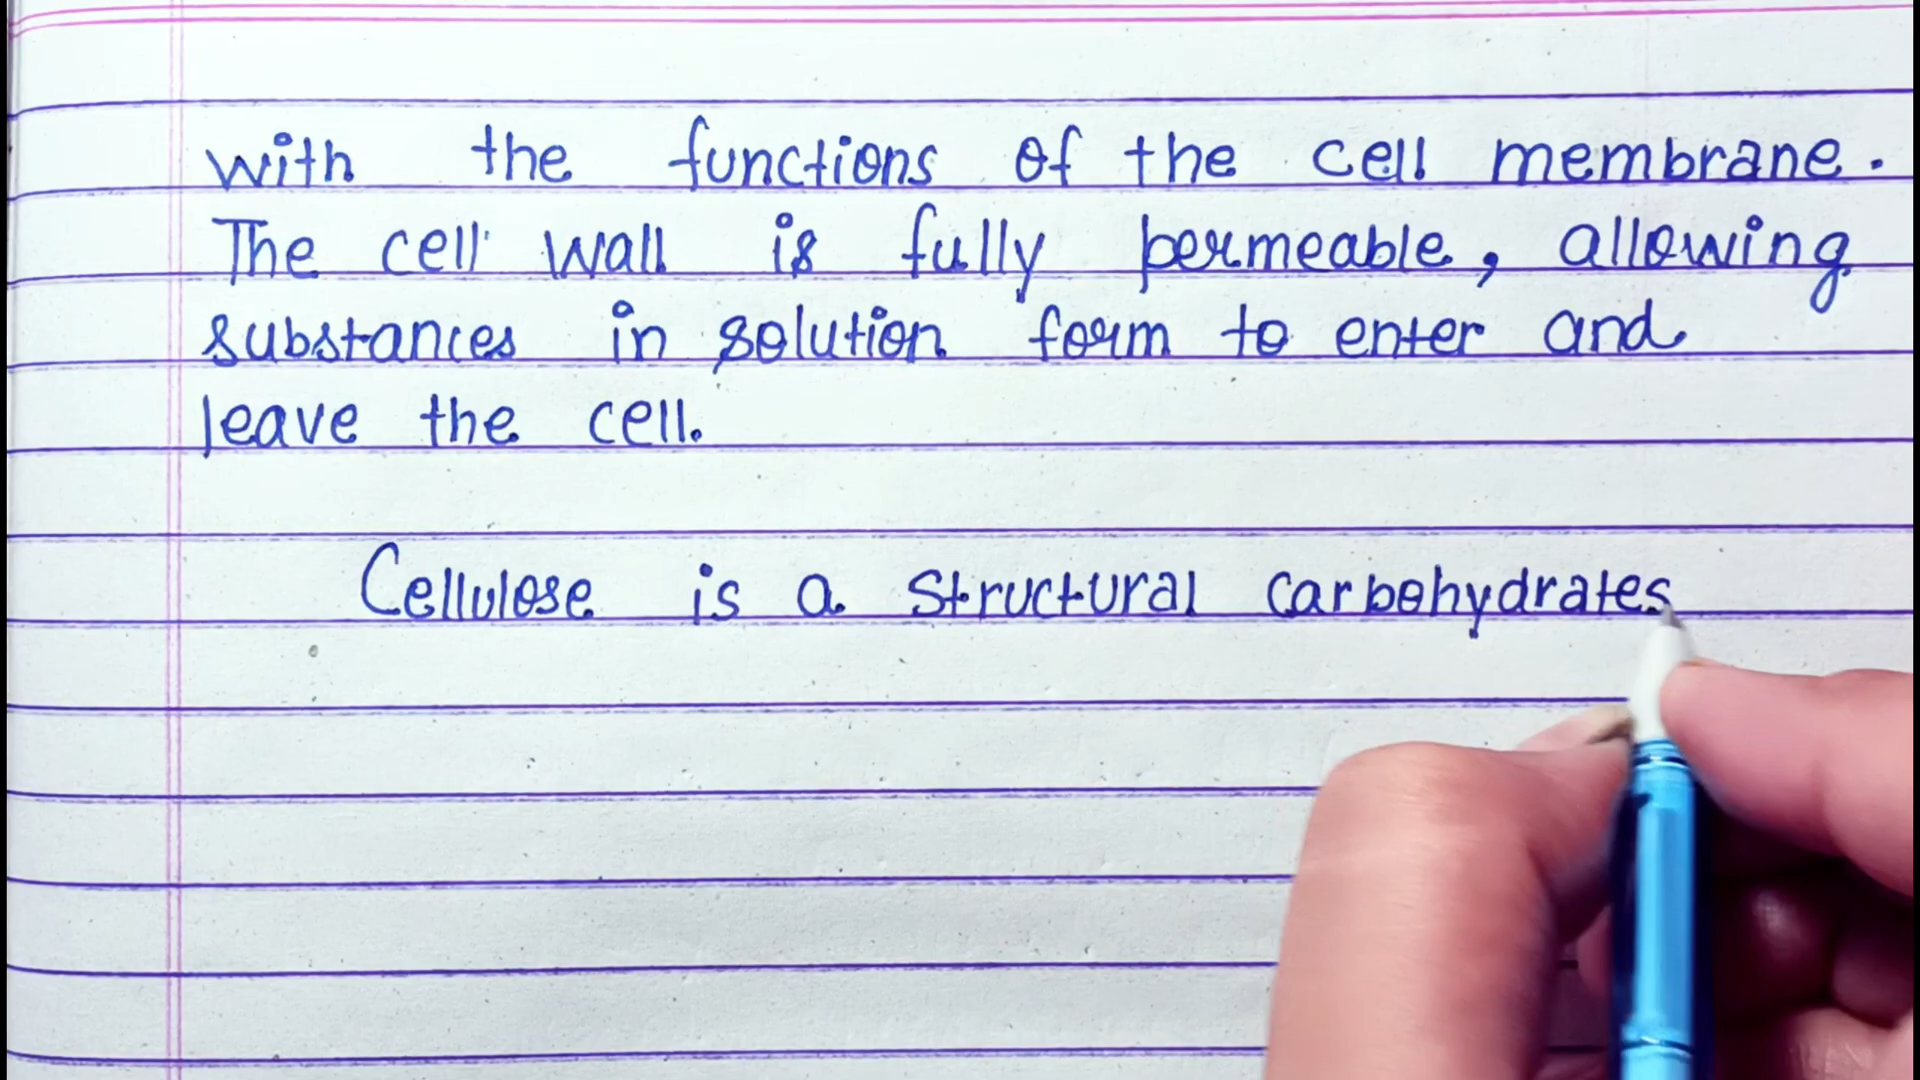 with the functions of the cell membrane.
The cell wall is fully permeable, allowing
substances in solution form to enter and
leave the cell.
Cellulose is a structural carbohydrates